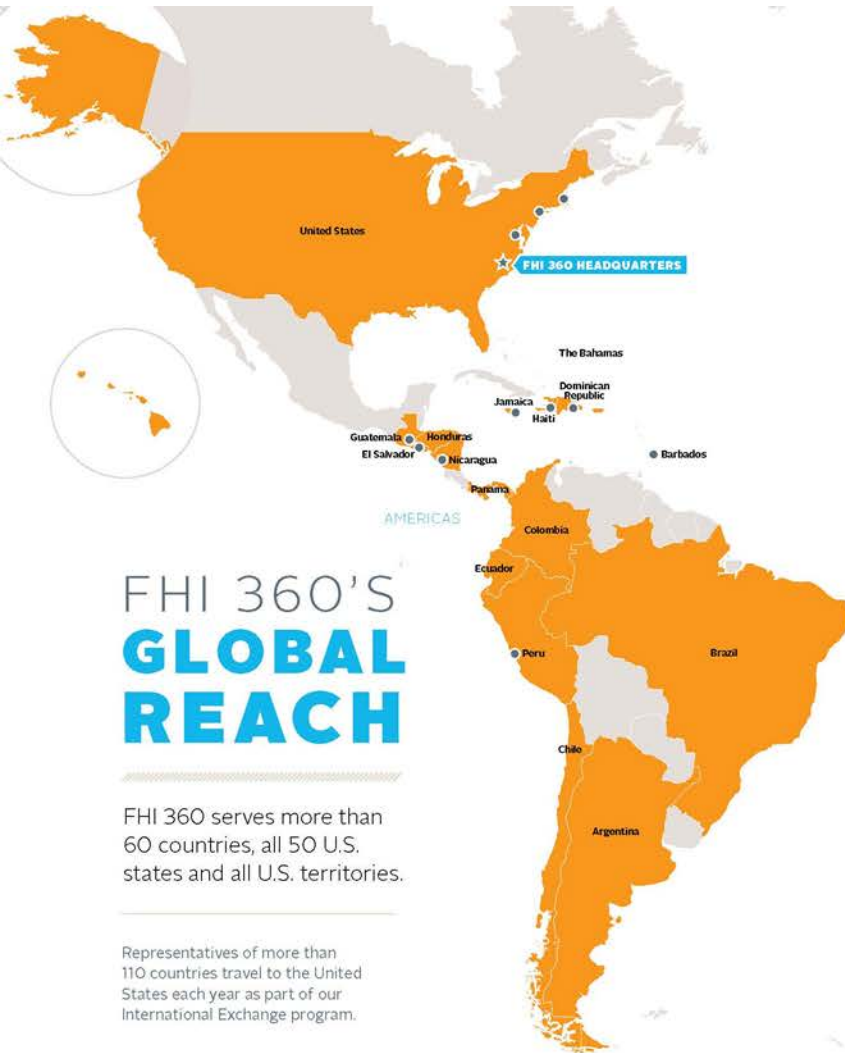 United States
FHI 360 HEADQUARTERS
The Bahamas
Dominican
Republic
Jamaica
Haiti
Guatemala
Honduras
El Salvador
Nicaragua
Barbados
Panama
AMERICAS
Colombia
Ecuador
Peru
Brazil
Chile
Argentina
FHI 360'S
GLOBAL
REACH
FHI 360 serves more than
60 countries, all 50 U.S.
states and all U.S. territories.
Representatives of more than
110 countries travel to the United
States each year as part of our
International Exchange program.